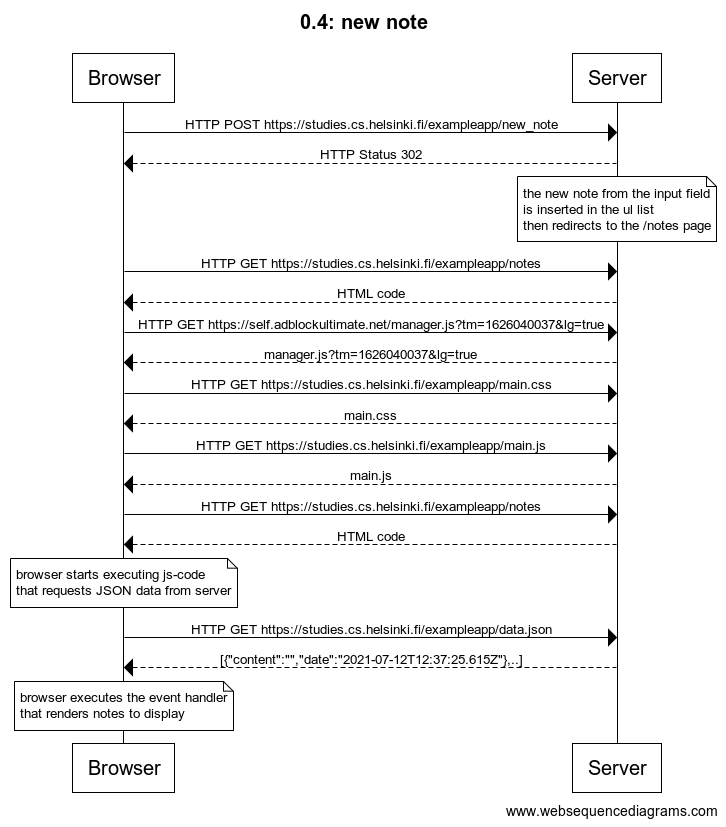 0.4: new note
Browser
Server
HTTP POST https://studies.cs.helsinki.fi/exampleapp/new_note
HTTP Status 302
the new note from the input field
is inserted in the ul list
then redirects to the /notes page
HTTP GET https://studies.cs.helsinki.fi/exampleapp/notes
HTML code
HTTP GET https://self.adblockultimate.net/manager.js?tm=1626040037&lg=true
manager.js?tm=1626040037&lg=true
HTTP GET https://studies.cs.helsinki.fi/exampleapp/main.css
main.css
HTTP GET https://studies.cs.helsinki.fi/exampleapp/main.js
main.js
HTTP GET https://studies.cs.helsinki.fi/exampleapp/notes
HTML code
browser starts executing js-code
that requests JSON data from server
HTTP GET https://studies.cs.helsinki.fi/exampleapp/data.json
[{"content":"","date":"2021-07-12T12:37:25.615Z"},..]
browser executes the event handler
that renders notes to display
Browser
Server
www.websequencediagrams.com